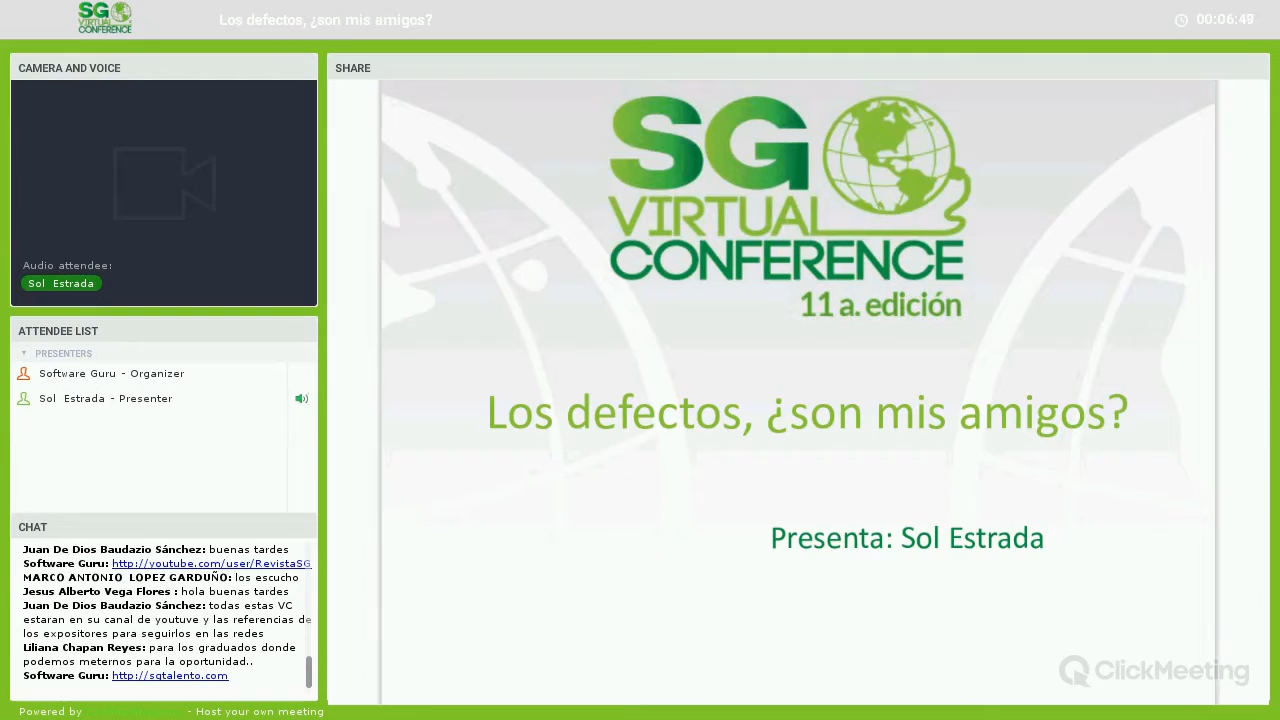 SG
VIRTUAL
CONFERENCE
Los defectos, ¿son mis amigos?
00:06:49
CAMERA AND VOICE
Audio attendee:
Sol Estrada
ATTENDEE LIST
PRESENTERS
Software Guru - Organizer
Sol Estrada - Presenter
CHAT
Juan De Dios Baudazio Sánchez: buenas tardes
Software Guru: http://youtube.com/user/RevistaSG
MARCO ANTONIO LOPEZ GARDUÑO: los escucho
Jesus Alberto Vega Flores : hola buenas tardes
Juan De Dios Baudazio Sánchez: todas estas VC
estaran en su canal de youtuve y las referencias de
los expositores para seguirlos en las redes
Liliana Chapan Reyes: para los graduados donde
podemos meternos para la oportunidad..
Software Guru: http://sgtalento.com
Powered by
- Host your own meeting
SHARE
SG
VIRTUAL
CONFERENCE
11 a. edición
Los defectos, ¿son mis amigos?
Presenta: Sol Estrada
ClickMeeting